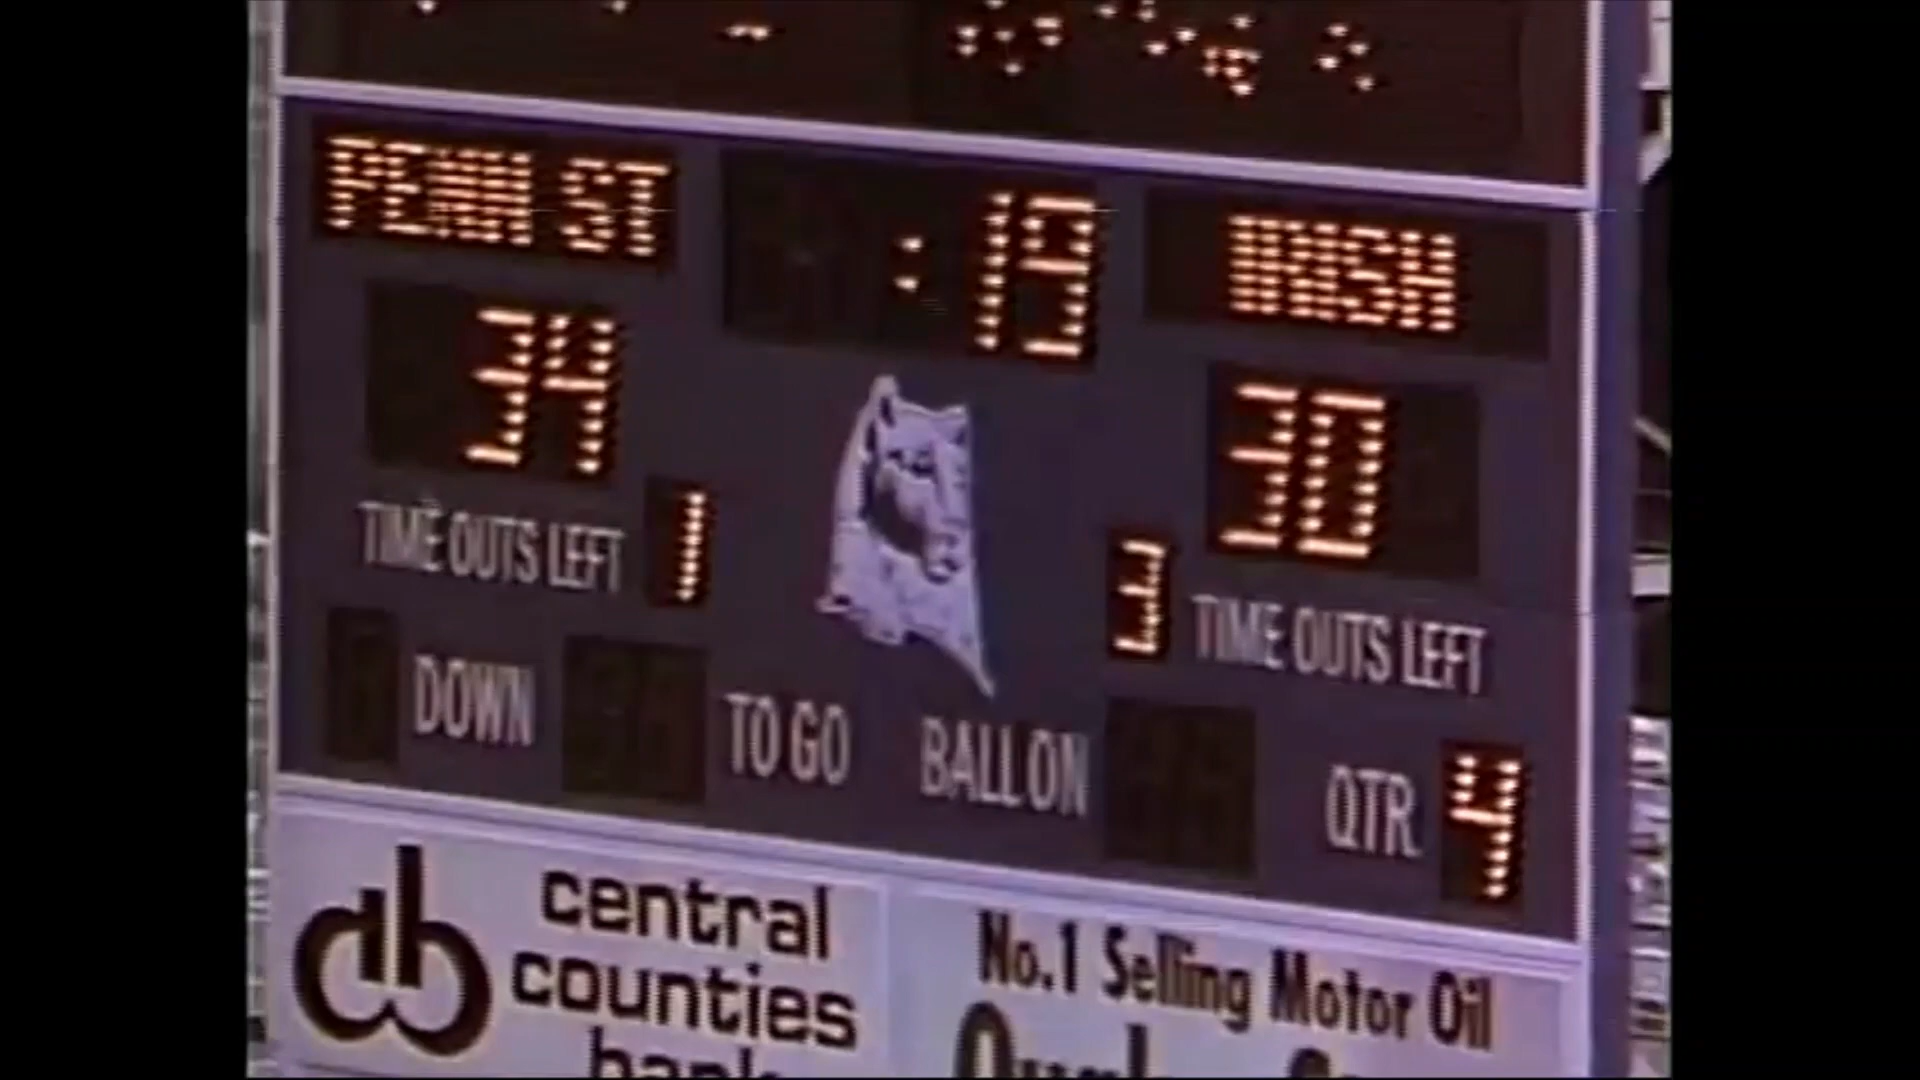 PENN ST :19 IRISH
34 30
TIME OUTS LEFT 1 3 TIME OUTS LEFT
DOWN TO GO BALL ON QTR. 4
central
counties
bank
No.1 Selling Motor Oil